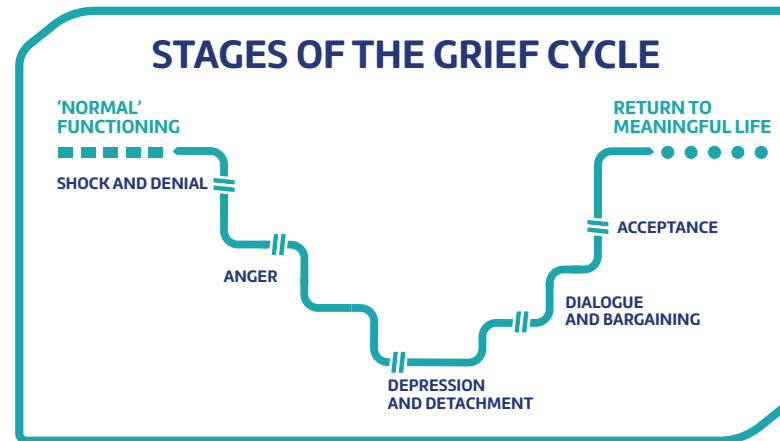 STAGES OF THE GRIEF CYCLE
‘NORMAL’
FUNCTIONING
RETURN TO
MEANINGFUL LIFE
SHOCK AND DENIAL
ACCEPTANCE
ANGER
DIALOGUE
AND BARGAINING
DEPRESSION
AND DETACHMENT